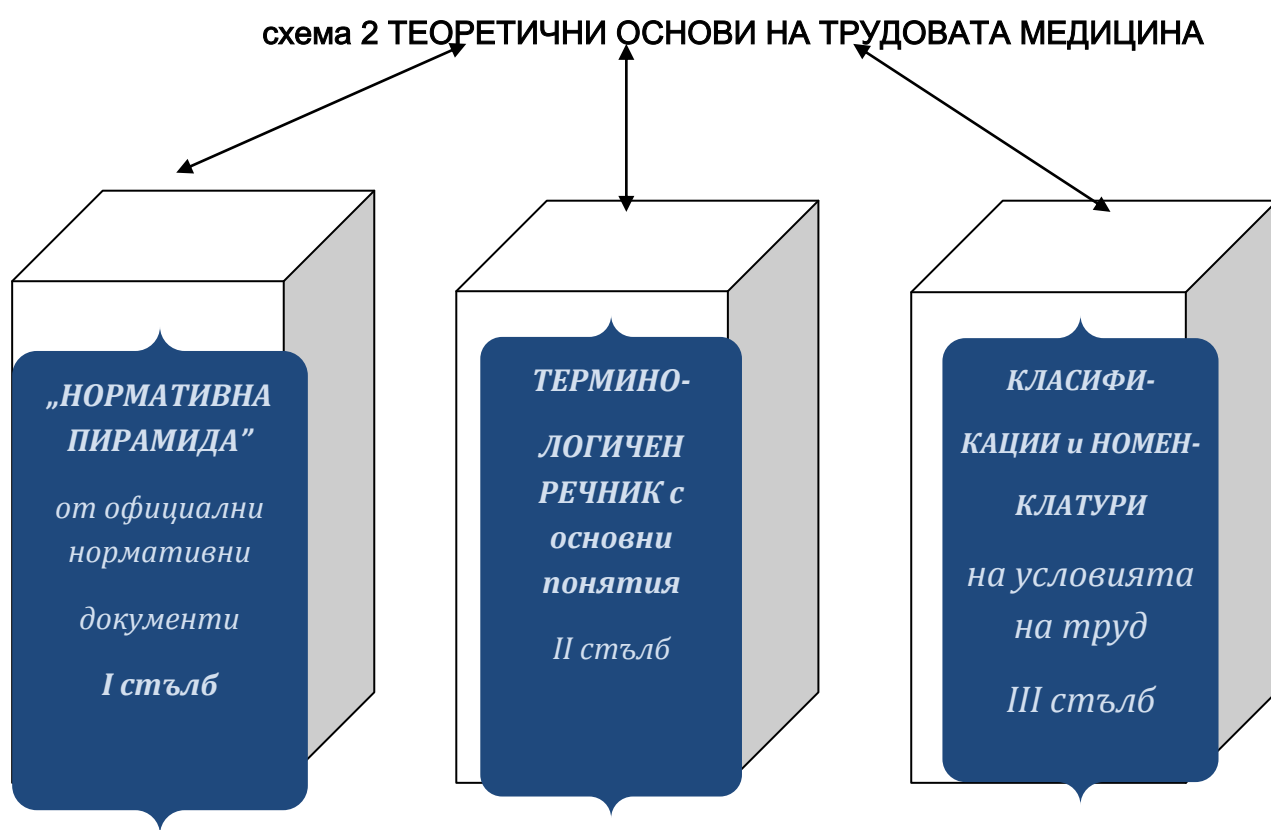 схема 2 ТЕОРЕТИЧНИ ОСНОВИ НА ТРУДОВАТА МЕДИЦИНА
„НОРМАТИВНА
ПИРАМИДА”
от официални
нормативни
документи
I стълб
ТЕРМИНО-
ЛОГИЧЕН
РЕЧНИК с
основни
понятия
II стълб
КЛАСИФИ-
КАЦИИ и НОМЕН-
КЛАТУРИ
на условията
на труд
III стълб